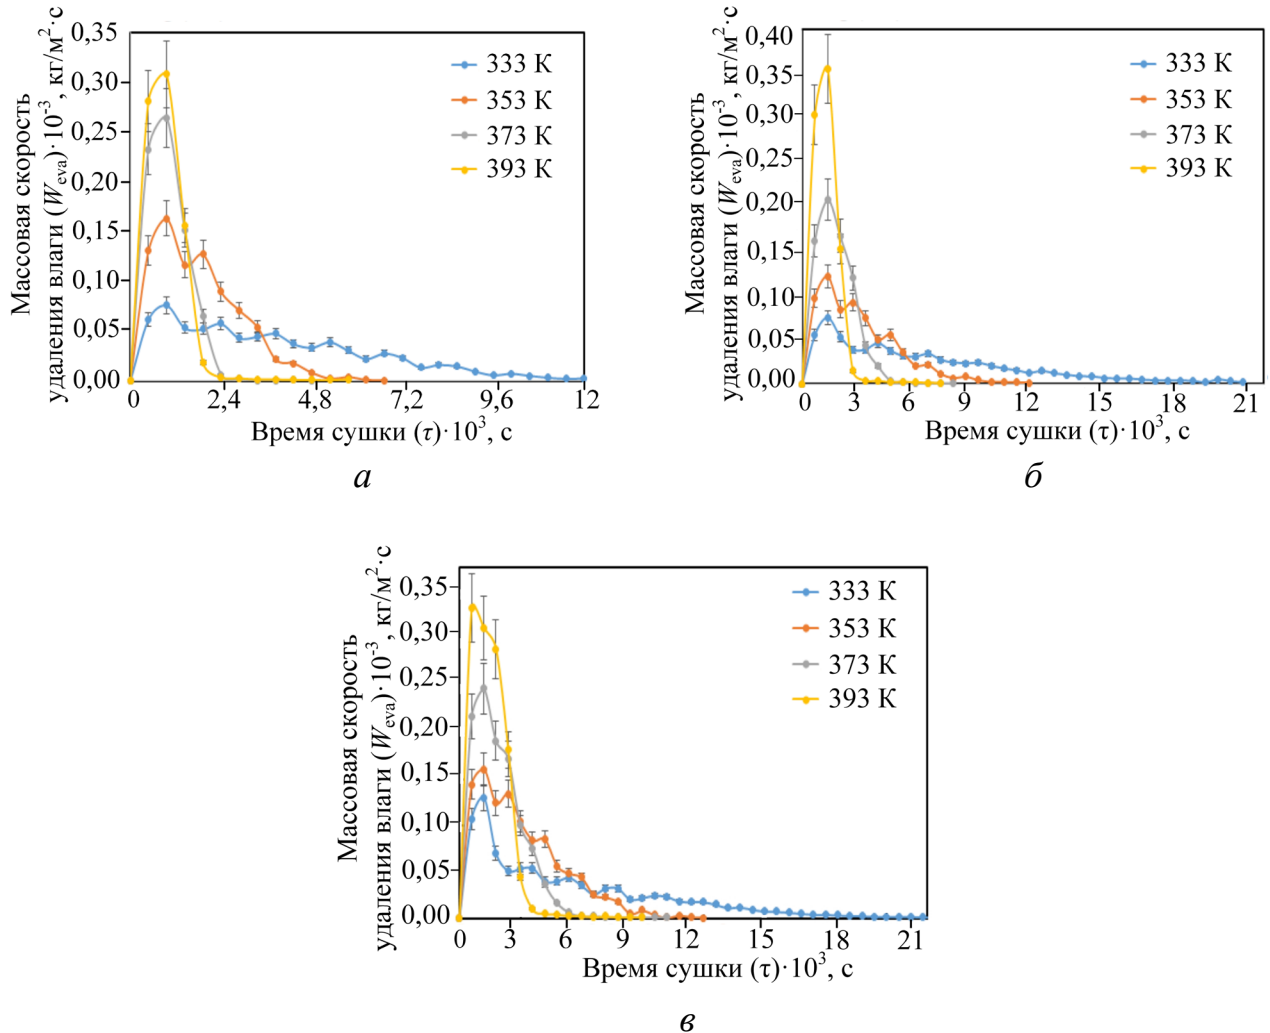 Массовая скорость
удаления влаги (Weva)·10-3, кг/м2·с
0,35
0,30
0,25
0,20
0,15
0,10
0,05
0,00
333 К
353 К
373 К
393 К
0 2,4 4,8 7,2 9,6 12
Время сушки (τ)·103, с
а
Массовая скорость
удаления влаги (Weva)·10-3, кг/м2·с
0,40
0,35
0,30
0,25
0,20
0,15
0,10
0,05
0,00
333 К
353 К
373 К
393 К
0 3 6 9 12 15 18 21
Время сушки (τ)·103, с
б
Массовая скорость
удаления влаги (Weva)·10-3, кг/м2·с
0,35
0,30
0,25
0,20
0,15
0,10
0,05
0,00
333 К
353 К
373 К
393 К
0 3 6 9 12 15 18 21
Время сушки (τ)·103, с
в